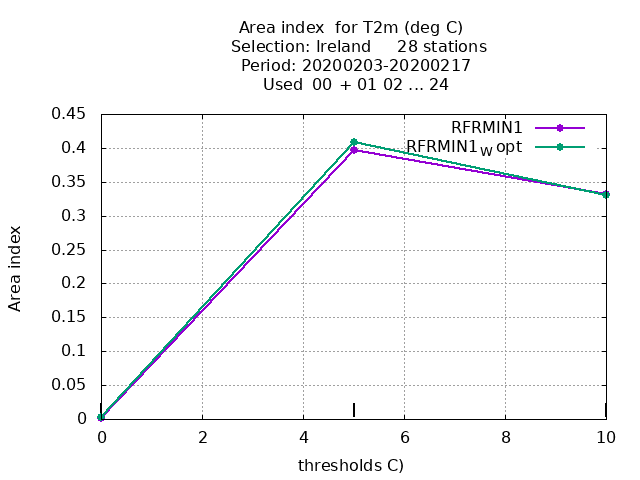 Area index  for T2m (deg C)
Selection: Ireland     28 stations
Period: 20200203-20200217
Used  00 + 01 02 ... 24
0.45
0.4
0.35
0.3
0.25
0.2
0.15
0.1
0.05
0
Area index
RFRMIN1
RFRMIN1W opt
0 2 4 6 8 10
thresholds C)